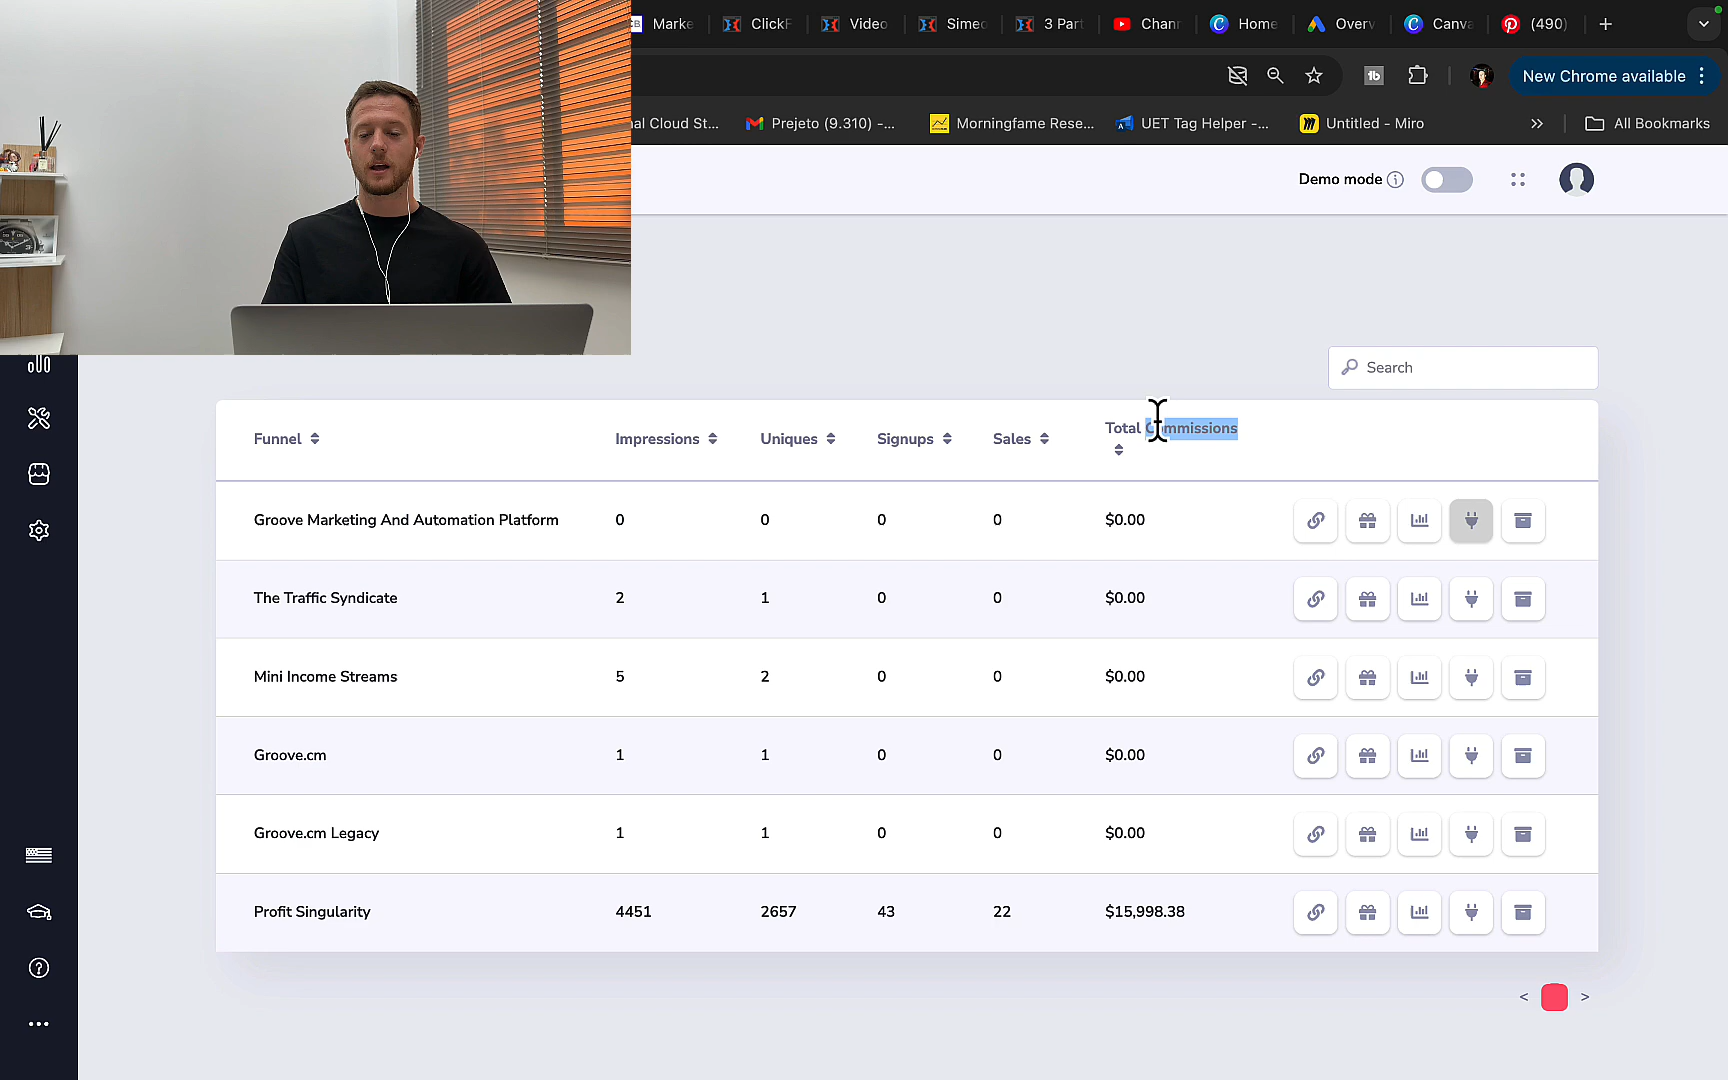 Marke
ClickF
Video
Simeo
3 Part
Chann
Home
Overv
Canva
(490)
New Chrome available
nal Cloud St...
Prejeto (9.310) -...
Morningfame Rese...
UET Tag Helper -...
Untitled - Miro
All Bookmarks
Demo mode
Search
Funnel Impressions Uniques Signups Sales Total Commissions
Groove Marketing And Automation Platform 0 0 0 0 $0.00
The Traffic Syndicate 2 1 0 0 $0.00
Mini Income Streams 5 2 0 0 $0.00
Groove.cm 1 1 0 0 $0.00
Groove.cm Legacy 1 1 0 0 $0.00
Profit Singularity 4451 2657 43 22 $15,998.38
< >